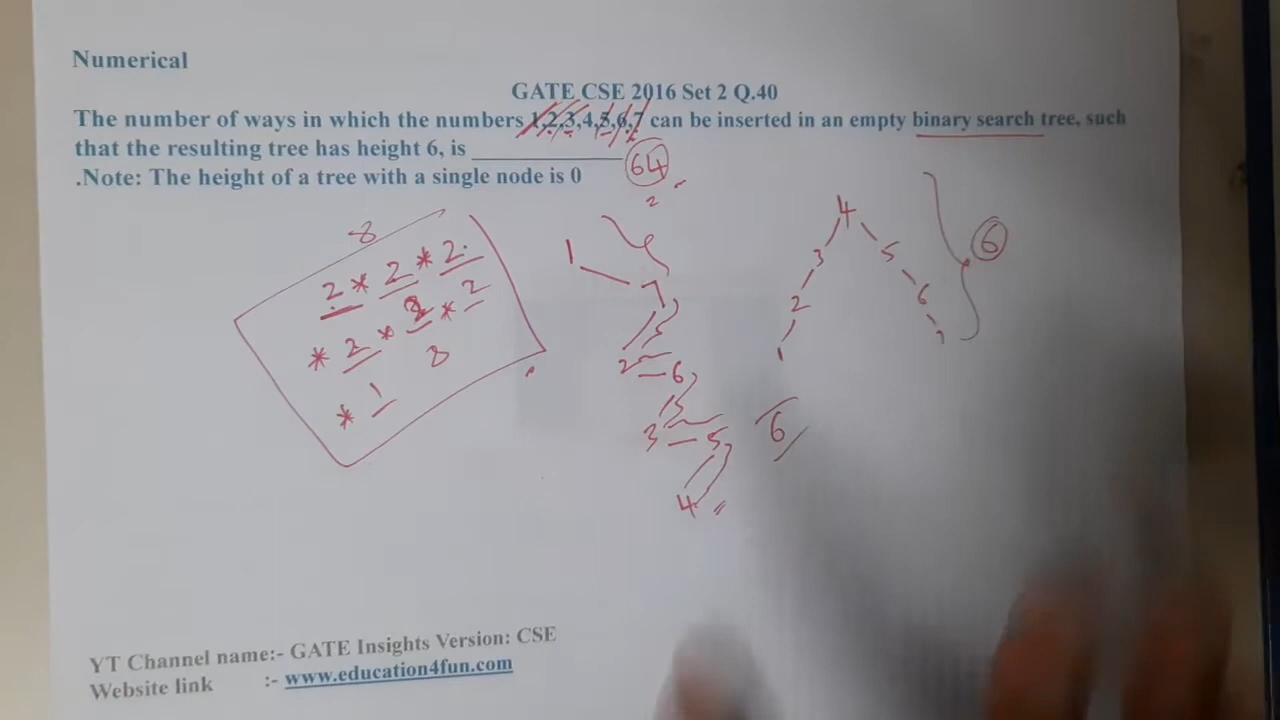 Numerical
GATE CSE 2016 Set 2 Q.40
The number of ways in which the numbers 1,2,3,4,5,6,7 can be inserted in an empty binary search tree, such
that the resulting tree has height 6, is ____________
64
.Note: The height of a tree with a single node is 0
2
8
2 * 2 * 2.
* 2 * 2 * 2
8
* 1
1
7
2 6
3 5
4
4
3 5
2 6
1 7
6
6
YT Channel name:- GATE Insights Version: CSE
Website link :- www.education4fun.com